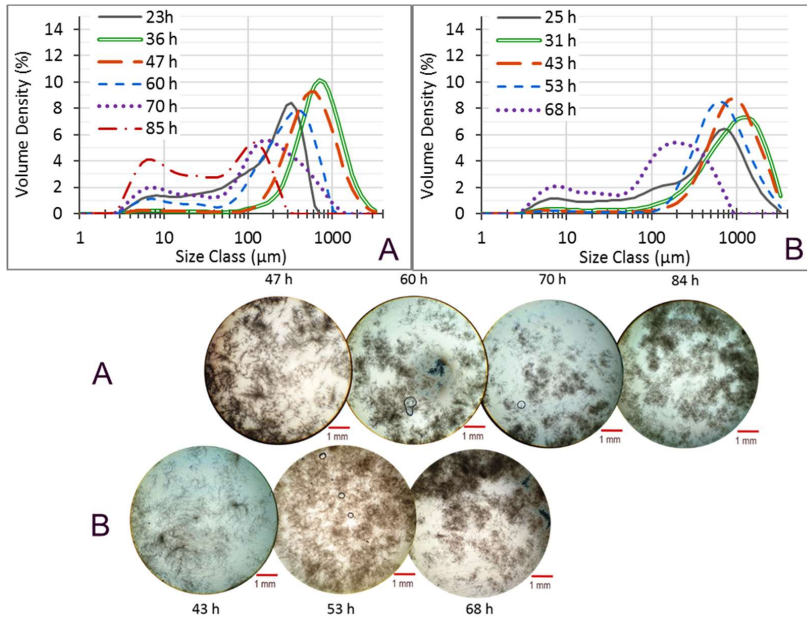 14
12
10
8
6
4
2
0
Volume Density (%)
23h
36 h
47 h
60 h
70 h
85 h
1 10 100 1000
Size Class (µm)
A
14
12
10
8
6
4
2
0
Volume Density (%)
25 h
31 h
43 h
53 h
68 h
1 10 100 1000
Size Class (µm)
B
47 h 60 h 70 h 84 h
A
1 mm 1 mm 1 mm 1 mm
B
1 mm 1 mm 1 mm
43 h 53 h 68 h